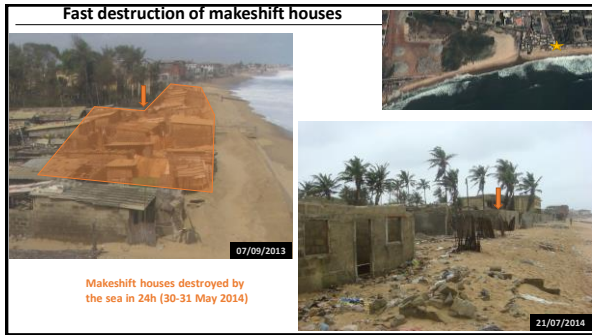 Fast destruction of makeshift houses
07/09/2013
Makeshift houses destroyed by
the sea in 24h (30-31 May 2014)
21/07/2014